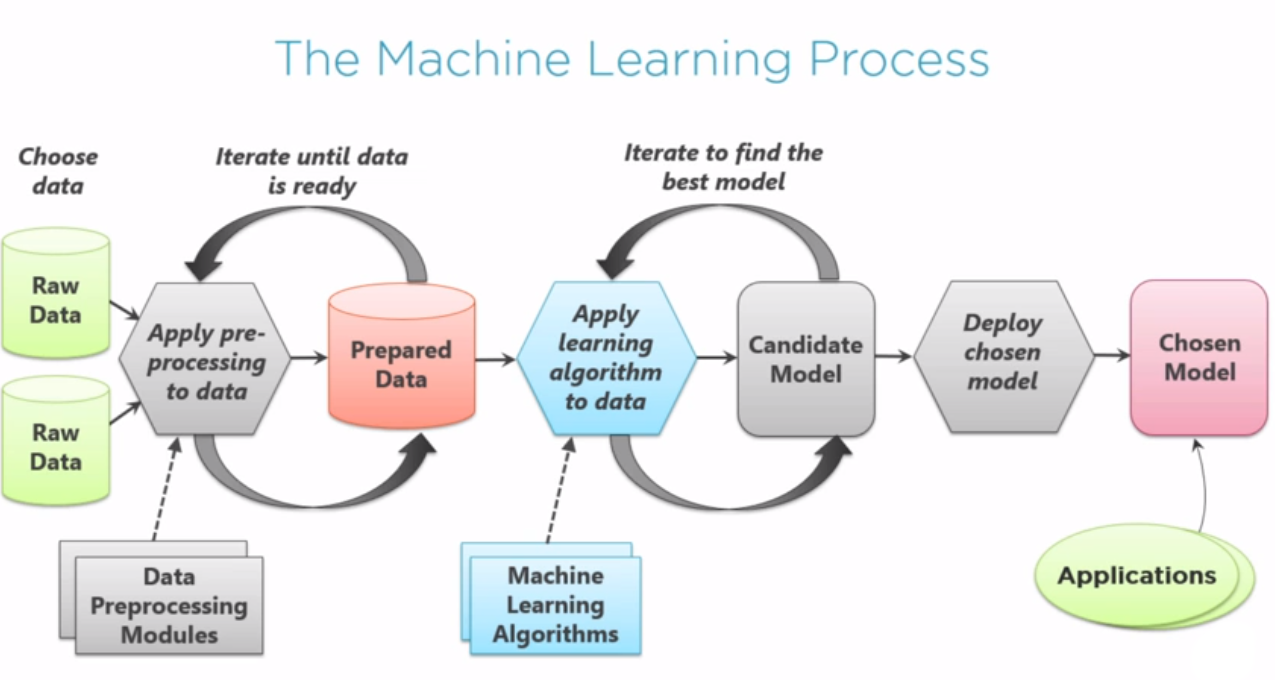 The Machine Learning Process
Choose
data
Iterate until data
is ready
Iterate to find the
best model
Raw
Data
Raw
Data
Apply pre-
processing
to data
Prepared
Data
Apply
learning
algorithm
to data
Candidate
Model
Deploy
chosen
model
Chosen
Model
Data
Preprocessing
Modules
Machine
Learning
Algorithms
Applications